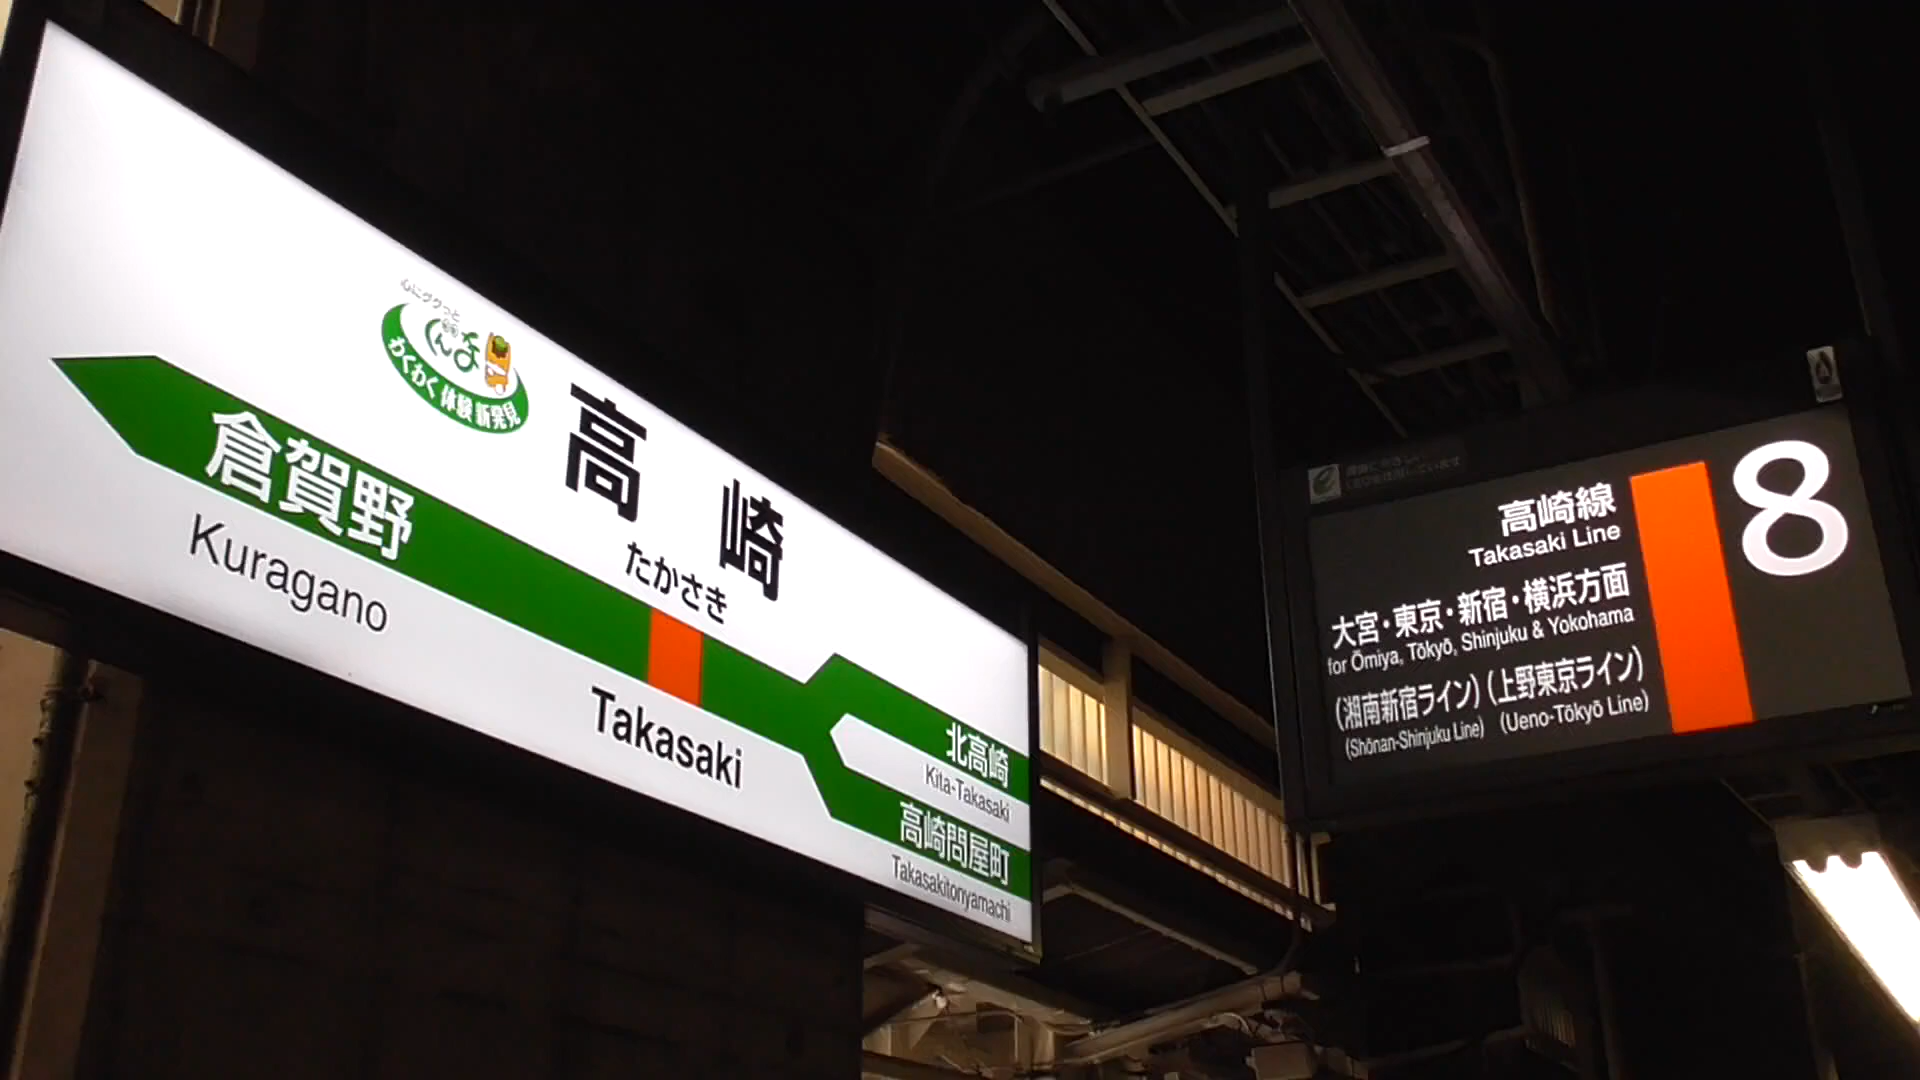 心にググっと
ぐんま
わくわく 体験 新発見
高崎
たかさき
倉賀野
Kuragano
Takasaki
北高崎
Kita-Takasaki
高崎問屋町
Takasakitonyamachi
8
高崎線
Takasaki Line
大宮・東京・新宿・横浜方面
for Ōmiya, Tōkyō, Shinjuku & Yokohama
(湘南新宿ライン) (上野東京ライン)
(Shōnan-Shinjuku Line) (Ueno-Tōkyō Line)